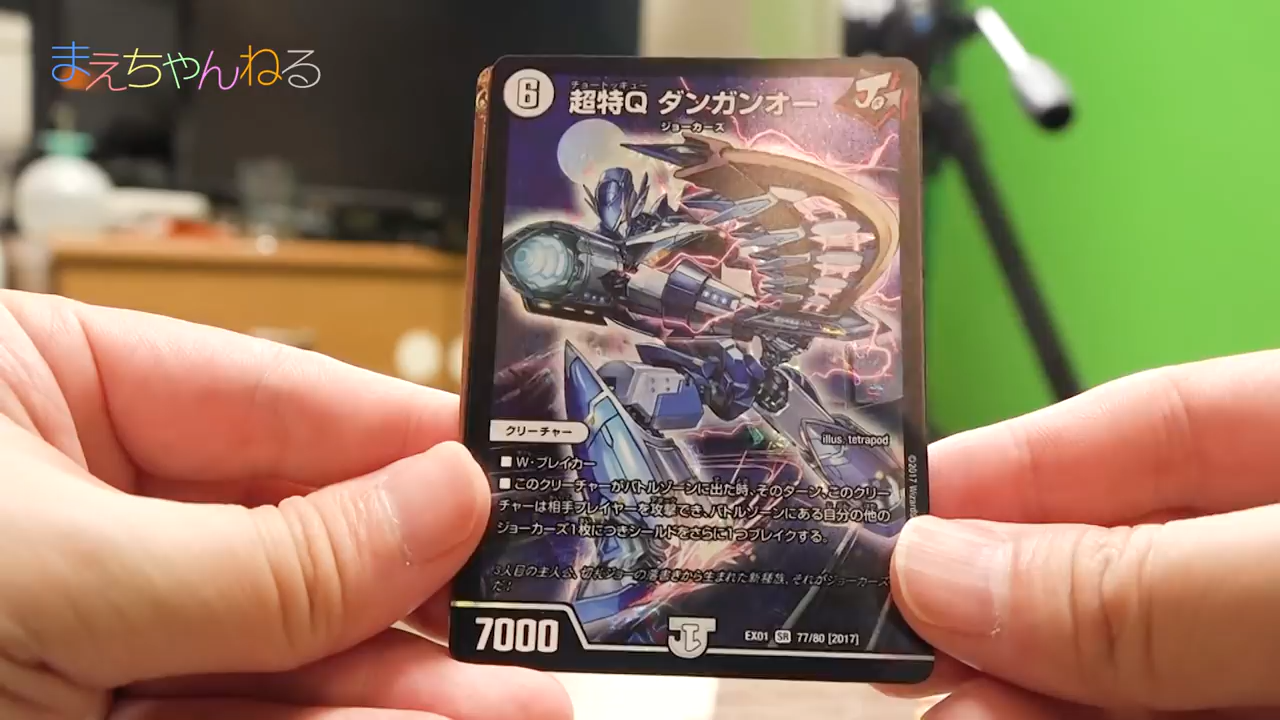 まえちゃんねる
6
チョートッキュー
超特Q ダンガンオー
ジョーカーズ
illus. tetrapod
クリーチャー
©2017 Wizards
■W・ブレイカー
■このクリーチャーがバトルゾーンに出た時、そのターン、このクリー
チャーは相手プレイヤーを攻撃でき、バトルゾーンにある自分の他の
ジョーカーズ1枚につきシールドをさらに1つブレイクする。
3人目の主人公、切札ジョーの落書きから生まれた新種族、それがジョーカーズ
だ!
7000
EX01 SR 77/80 [2017]